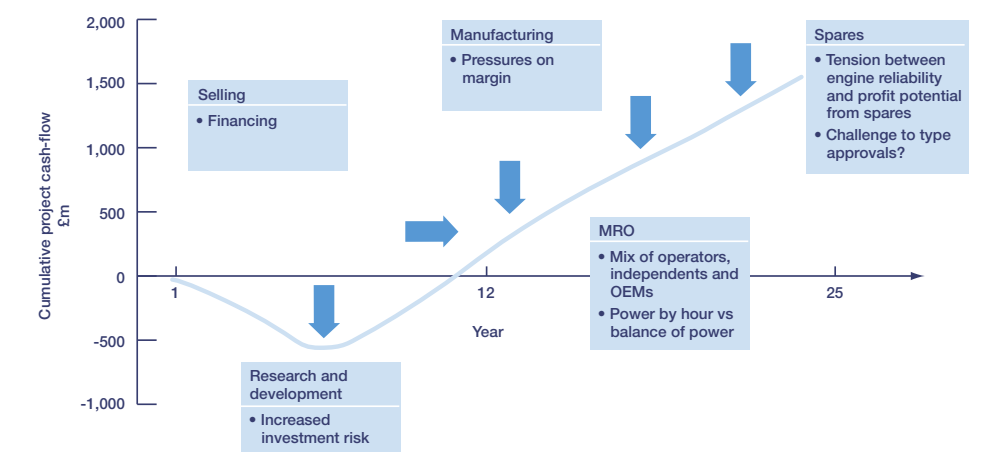 2,000
1,500
1,000
500
0
-500
-1,000
Cumulative project cash-flow
£m
1
12
25
Year
Selling
• Financing
Manufacturing
• Pressures on
margin
Spares
• Tension between
engine reliability
and profit potential
from spares
• Challenge to type
approvals?
MRO
• Mix of operators,
independents and
OEMs
• Power by hour vs
balance of power
Research and
development
• Increased
investment risk